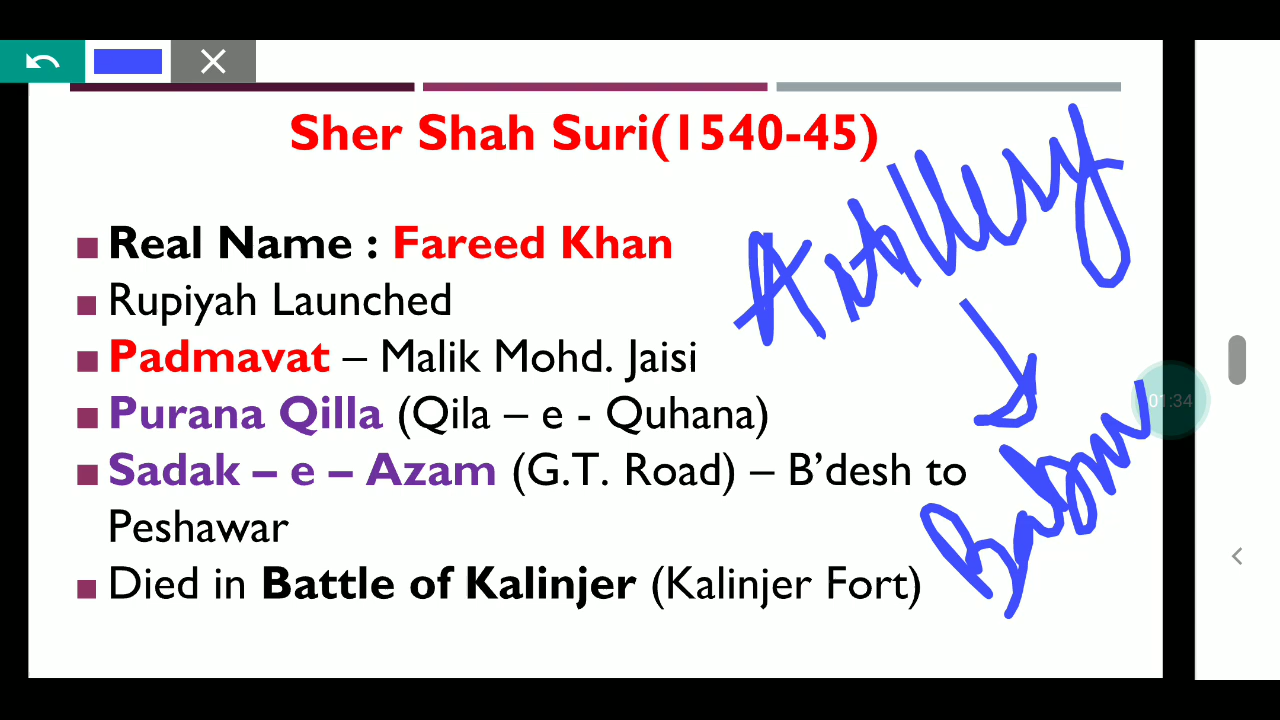 Sher Shah Suri(1540-45)
Real Name : Fareed Khan
Rupiyah Launched
Padmavat – Malik Mohd. Jaisi
Purana Qilla (Qila – e - Quhana)
Sadak – e – Azam (G.T. Road) – B’desh to
Peshawar
Died in Battle of Kalinjer (Kalinjer Fort)
Artillery
Babur
01:34